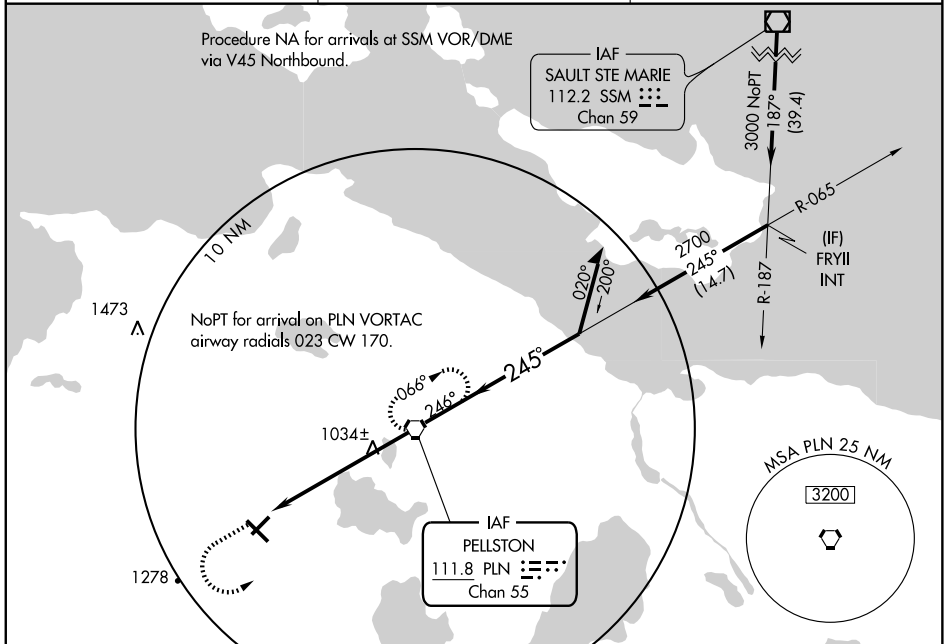 Procedure NA for arrivals at SSM VOR/DME
via V45 Northbound.
IAF
SAULT STE MARIE
112.2 SSM
Chan 59
3000 NoPT
187°
(39.4)
R-065
(IF)
FRYII
INT
R-187
2700
245°
(14.7)
020°
200°
10 NM
1473
NoPT for arrival on PLN VORTAC
airway radials 023 CW 170.
245°
066°
246°
1034±
MSA PLN 25 NM
3200
IAF
PELLSTON
111.8 PLN
Chan 55
1278